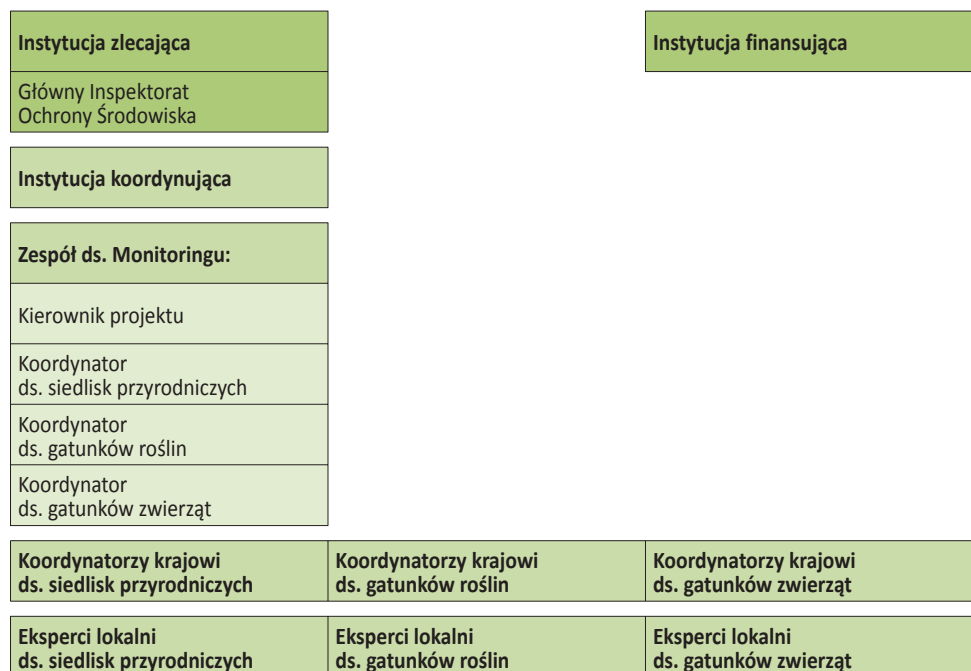 Instytucja zlecająca
Instytucja finansująca
Główny Inspektorat
Ochrony Środowiska
Instytucja koordynująca
Zespół ds. Monitoringu:
Kierownik projektu
Koordynator
ds. siedlisk przyrodniczych
Koordynator
ds. gatunków roślin
Koordynator
ds. gatunków zwierząt
Koordynatorzy krajowi
ds. siedlisk przyrodniczych
Koordynatorzy krajowi
ds. gatunków roślin
Koordynatorzy krajowi
ds. gatunków zwierząt
Eksperci lokalni
ds. siedlisk przyrodniczych
Eksperci lokalni
ds. gatunków roślin
Eksperci lokalni
ds. gatunków zwierząt